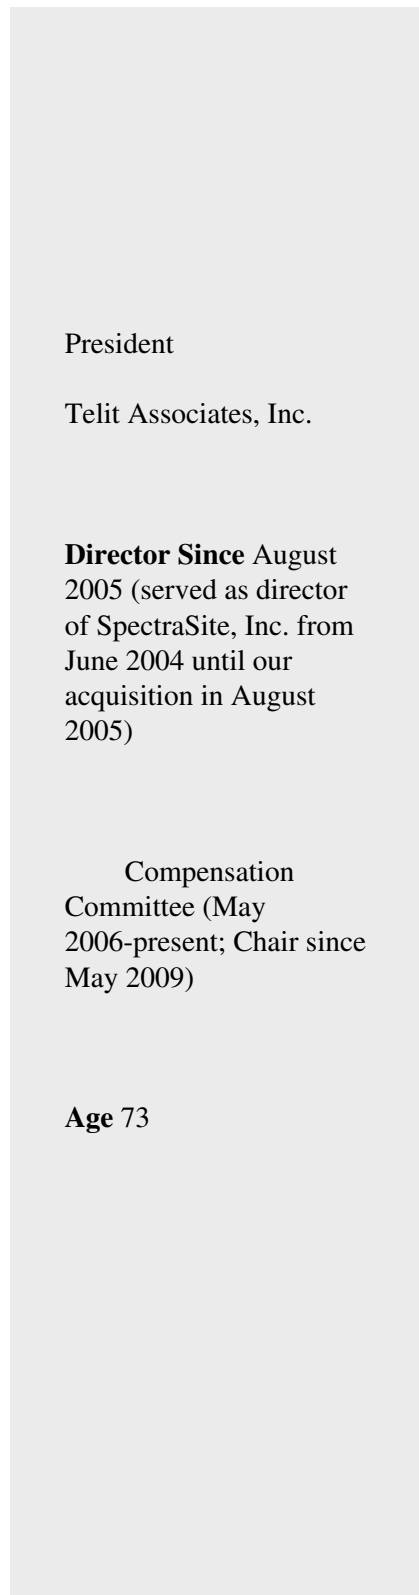 President
Telit Associates, Inc.
Director Since August
2005 (served as director
of SpectraSite, Inc. from
June 2004 until our
acquisition in August
2005)
Compensation
Committee (May
2006-present; Chair since
May 2009)
Age 73